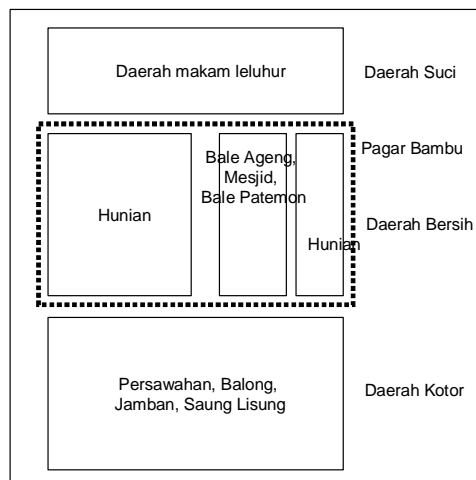 Daerah makam leluhur
Daerah Suci
Pagar Bambu
Bale Ageng,
Mesjid,
Bale Patemon
Hunian
Daerah Bersih
Hunian
Persawahan, Balong,
Jamban, Saung Lisung
Daerah Kotor